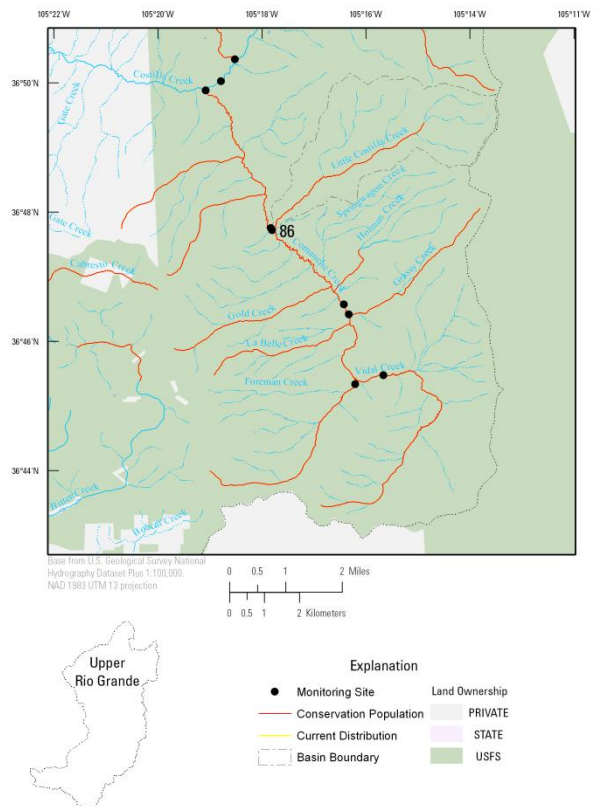 105°22'W 105°20'W 105°18'W 105°16'W 105°14'W 105°11'W
36°50'N
36°48'N
36°46'N
36°44'N
Costilla Creek
Gate Creek
Little Costilla Creek
Springwagon Creek
Holman Creek
Gate Creek
86
Comanche Creek
Cabresto Creek
Grassy Creek
Gold Creek
La Belle Creek
Foreman Creek
Vidal Creek
Bitter Creek
Bobcat Creek
Base from U.S. Geological Survey National
Hydrography Dataset Plus 1:100,000.
NAD 1983 UTM 13 projection
0 0.5 1 2 Miles
0 0.5 1 2 Kilometers
Upper
Rio Grande
Explanation
Monitoring Site
Conservation Population
Current Distribution
Basin Boundary
Land Ownership
PRIVATE
STATE
USFS